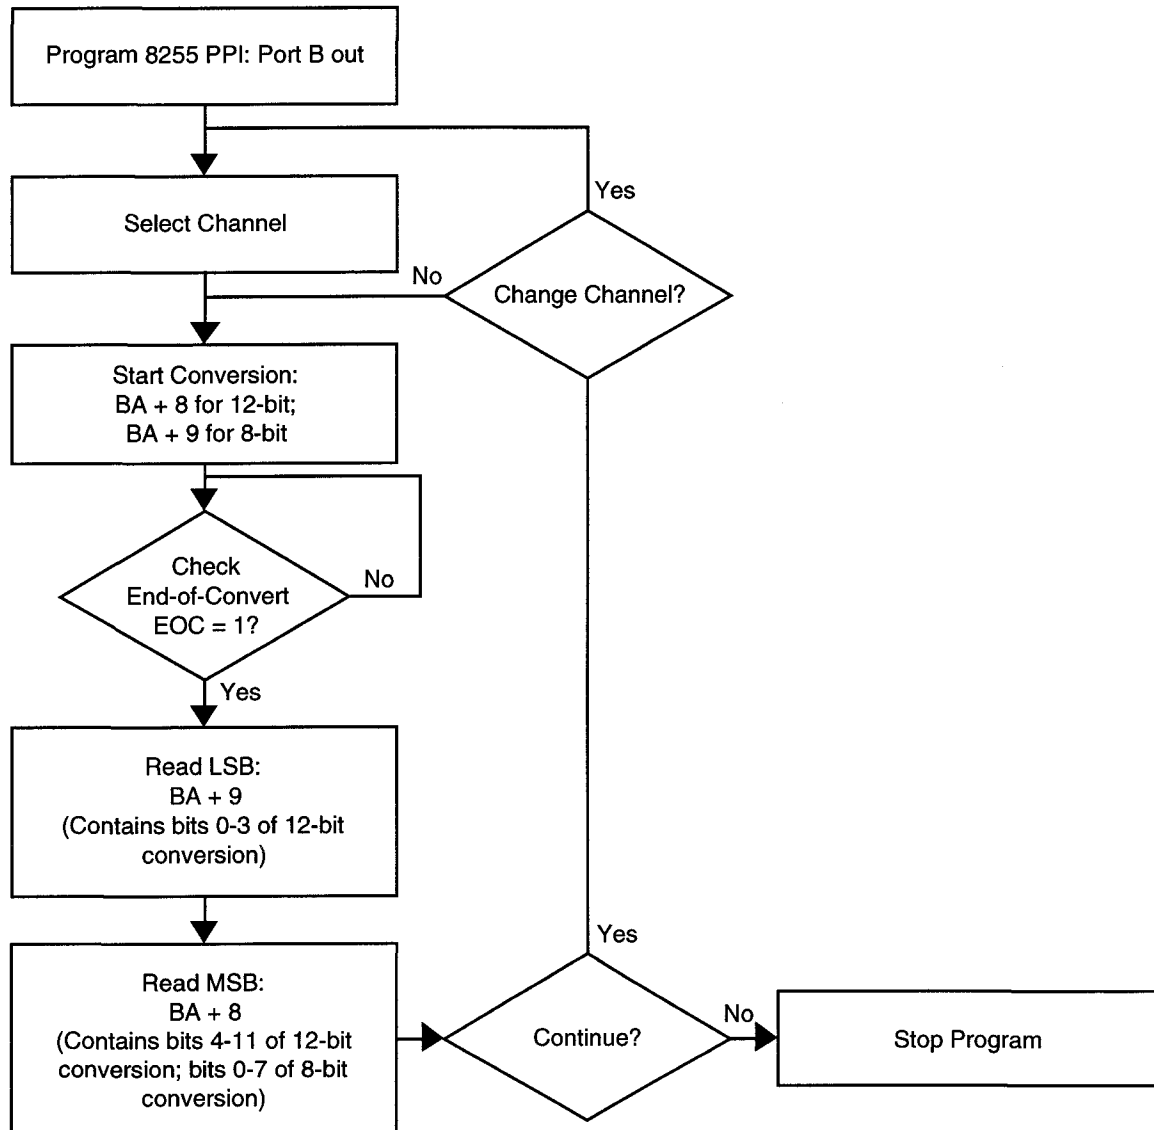 Program 8255 PPI: Port B out
Yes
Select Channel
No
Change Channel?
Start Conversion:
BA + 8 for 12-bit;
BA + 9 for 8-bit
Check
End-of-Convert
EOC = 1?
No
Yes
Read LSB:
BA + 9
(Contains bits 0-3 of 12-bit
conversion)
Yes
Read MSB:
BA + 8
(Contains bits 4-11 of 12-bit
conversion; bits 0-7 of 8-bit
conversion)
Continue?
No
Stop Program